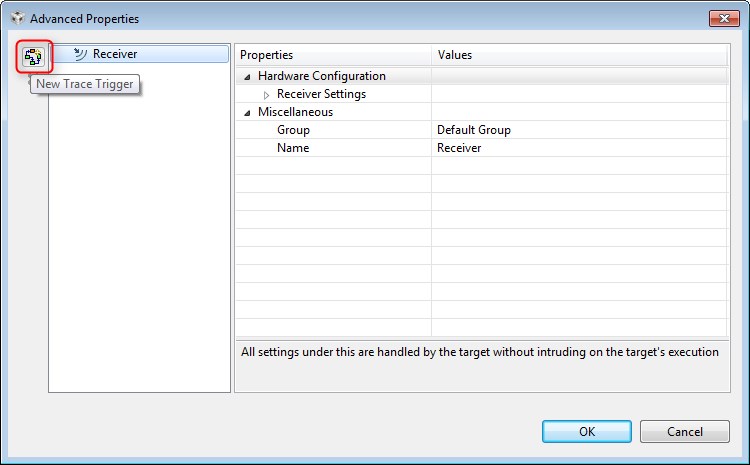 Advanced Properties
Receiver
New Trace Trigger
Properties Values
Hardware Configuration
Receiver Settings
Miscellaneous
Group Default Group
Name Receiver
All settings under this are handled by the target without intruding on the target's execution
OK Cancel